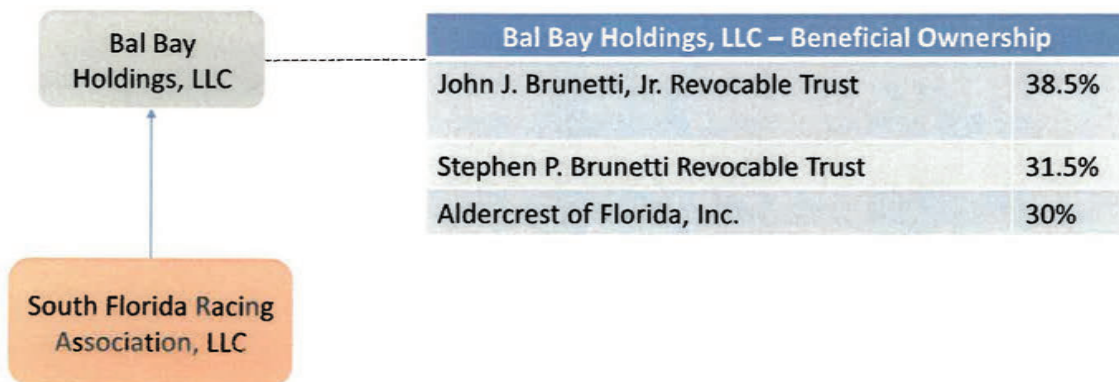 Bal Bay
Holdings, LLC
Bal Bay Holdings, LLC – Beneficial Ownership
John J. Brunetti, Jr. Revocable Trust 38.5%
Stephen P. Brunetti Revocable Trust 31.5%
Aldercrest of Florida, Inc. 30%
South Florida Racing
Association, LLC